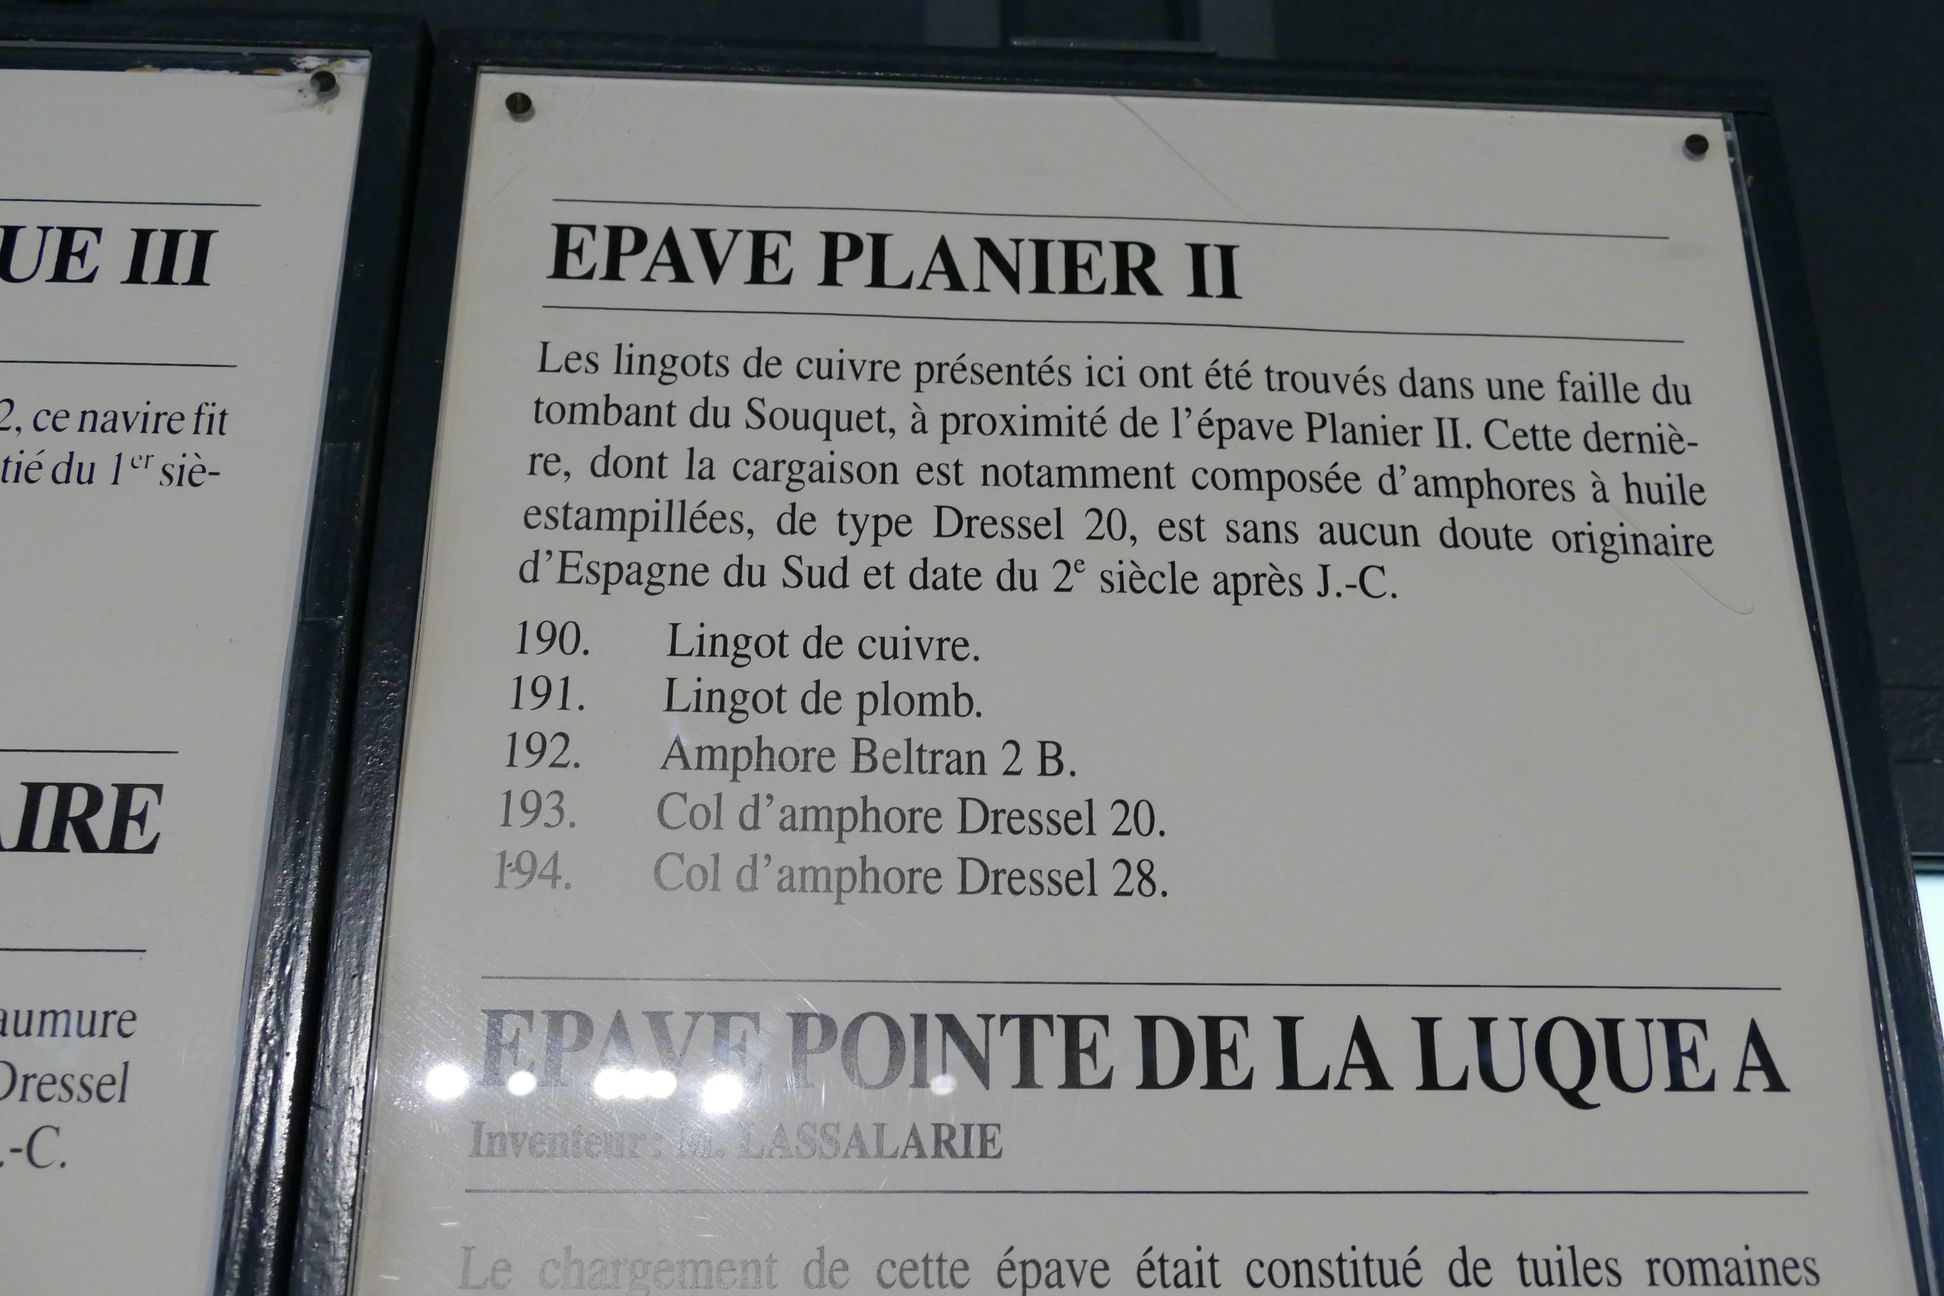 UE III
2, ce navire fit
tié du 1er siè-
AIRE
aumure
Dressel
.-C.
EPAVE PLANIER II
Les lingots de cuivre présentés ici ont été trouvés dans une faille du
tombant du Souquet, à proximité de l'épave Planier II. Cette derniè-
re, dont la cargaison est notamment composée d'amphores à huile
estampillées, de type Dressel 20, est sans aucun doute originaire
d'Espagne du Sud et date du 2e siècle après J.-C.
190. Lingot de cuivre.
191. Lingot de plomb.
192. Amphore Beltran 2 B.
193. Col d'amphore Dressel 20.
194. Col d'amphore Dressel 28.
EPAVE POINTE DE LA LUQUE A
Inventeur : M. LASSALARIE
Le chargement de cette épave était constitué de tuiles romaines